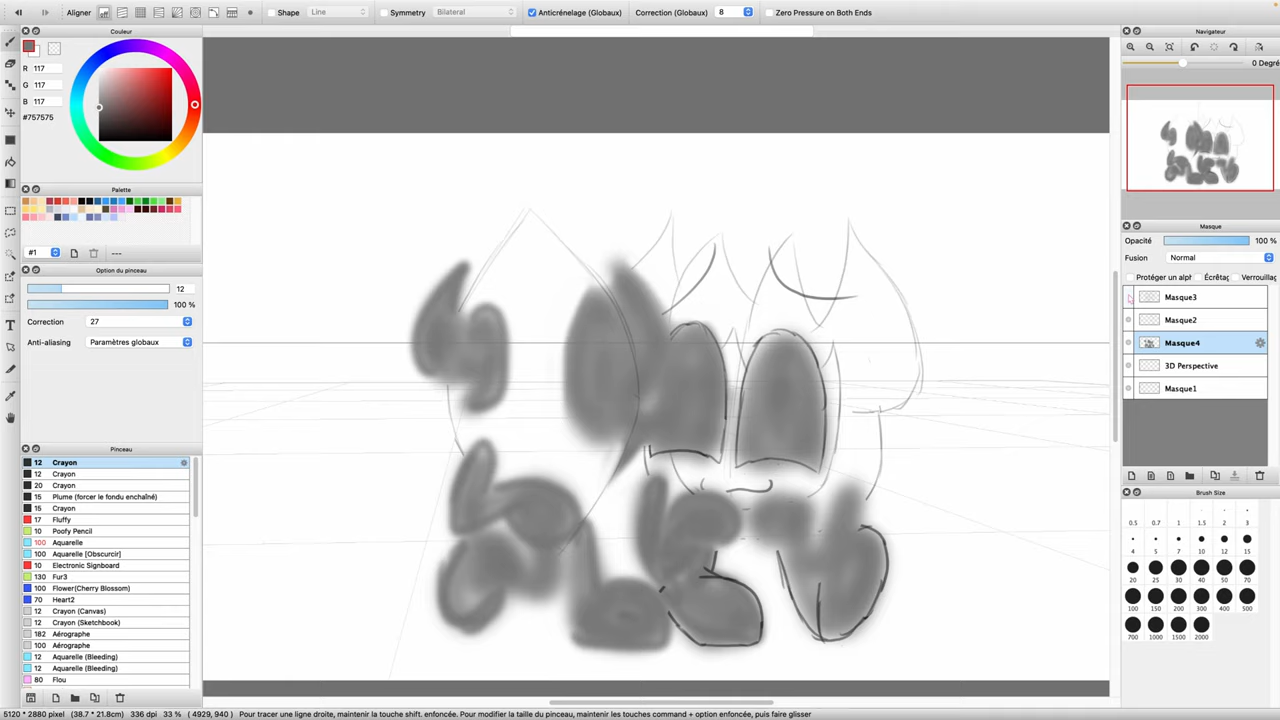 Aligner Shape Line Symmetry Bilateral Anticrénelage (Globaux) Correction (Globaux) 8 Zero Pressure on Both Ends
Couleur
R 117
G 117
B 117
#757575
Palette
#1 ---
Option du pinceau
12
100 %
Correction 27
Anti-aliasing Paramètres globaux
Pinceau
12 Crayon
12 Crayon
20 Crayon
15 Plume (forcer le fondu enchaîné)
15 Crayon
17 Fluffy
10 Poofy Pencil
100 Aquarelle
100 Aquarelle [Obscurcir]
10 Electronic Signboard
130 Fur3
100 Flower(Cherry Blossom)
70 Heart2
12 Crayon (Canvas)
12 Crayon (Sketchbook)
182 Aérographe
100 Aérographe
12 Aquarelle (Bleeding)
12 Aquarelle (Bleeding)
80 Flou
Navigateur
0 Degré
Masque
Opacité 100 %
Fusion Normal
Protéger un alph Écrêtag Verrouillag
Masque3
Masque2
Masque4
3D Perspective
Masque1
Brush Size
0.5 0.7 1 1.5 2 3
4 5 7 10 12 15
20 25 30 40 50 70
100 150 200 300 400 500
700 1000 1500 2000
5120 * 2880 pixel (38.7 * 21.8cm) 336 dpi 33 % ( 4929, 940 ) Pour tracer une ligne droite, maintenir la touche shift. enfoncée. Pour modifier la taille du pinceau, maintenir les touches command + option enfoncée, puis faire glisser